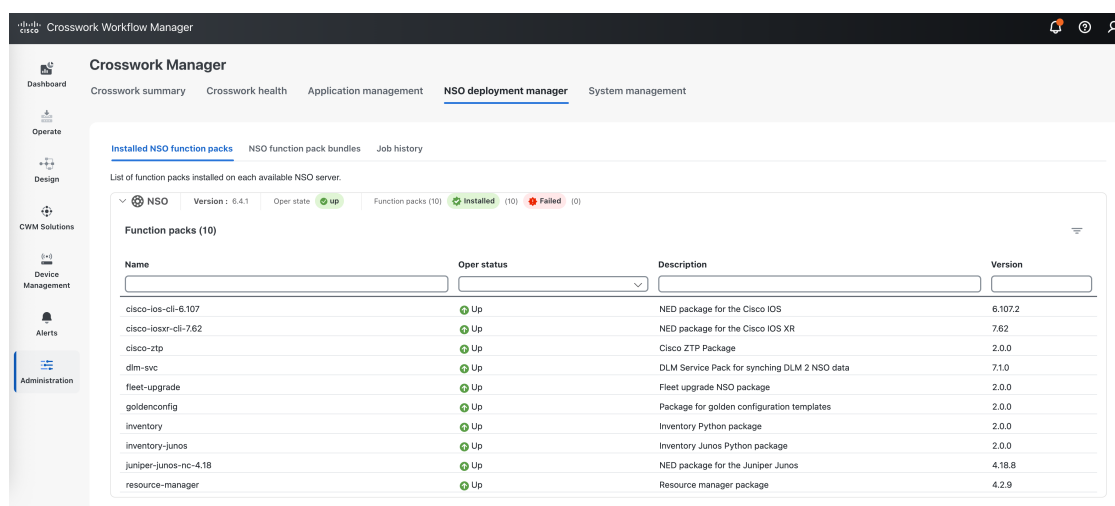 cisco Crosswork Workflow Manager
Crosswork Manager
Dashboard
Crosswork summary Crosswork health Application management NSO deployment manager System management
Operate
Installed NSO function packs NSO function pack bundles Job history
Design
List of function packs installed on each available NSO server.
NSO Version : 6.4.1 Oper state up Function packs (10) Installed (10) Failed (0)
CWM Solutions
Function packs (10)
Device
Management
Name Oper status Description Version
cisco-ios-cli-6.107 Up NED package for the Cisco IOS 6.107.2
Alerts
cisco-iosxr-cli-7.62 Up NED package for the Cisco IOS XR 7.62
cisco-ztp Up Cisco ZTP Package 2.0.0
dlm-svc Up DLM Service Pack for synching DLM 2 NSO data 7.1.0
Administration
fleet-upgrade Up Fleet upgrade NSO package 2.0.0
goldenconfig Up Package for golden configuration templates 2.0.0
inventory Up Inventory Python package 2.0.0
inventory-junos Up Inventory Junos Python package 2.0.0
juniper-junos-nc-4.18 Up NED package for the Juniper Junos 4.18.8
resource-manager Up Resource manager package 4.2.9